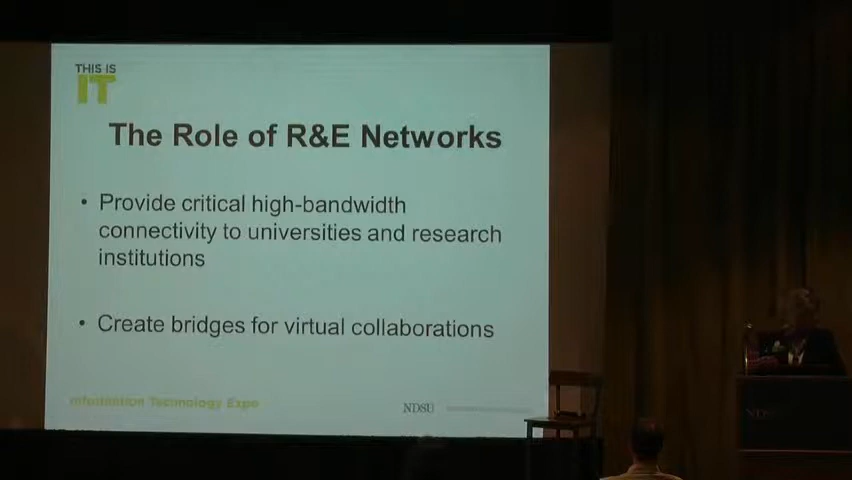 THIS IS
IT
The Role of R&E Networks
• Provide critical high-bandwidth
connectivity to universities and research
institutions
• Create bridges for virtual collaborations
Information Technology Expo
NDSU
NDSU